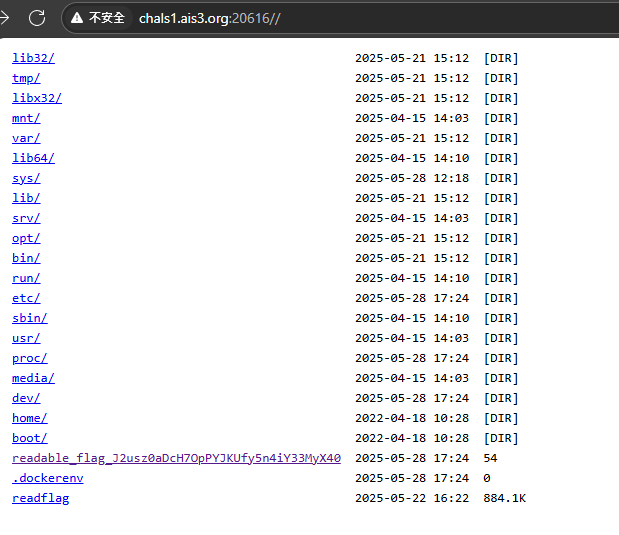 不安全 chals1.ais3.org:20616//
lib32/ 2025-05-21 15:12 [DIR]
tmp/ 2025-05-21 15:12 [DIR]
libx32/ 2025-05-21 15:12 [DIR]
mnt/ 2025-04-15 14:03 [DIR]
var/ 2025-05-21 15:12 [DIR]
lib64/ 2025-04-15 14:10 [DIR]
sys/ 2025-05-28 12:18 [DIR]
lib/ 2025-05-21 15:12 [DIR]
srv/ 2025-04-15 14:03 [DIR]
opt/ 2025-05-21 15:12 [DIR]
bin/ 2025-05-21 15:12 [DIR]
run/ 2025-04-15 14:10 [DIR]
etc/ 2025-05-28 17:24 [DIR]
sbin/ 2025-04-15 14:10 [DIR]
usr/ 2025-04-15 14:03 [DIR]
proc/ 2025-05-28 17:24 [DIR]
media/ 2025-04-15 14:03 [DIR]
dev/ 2025-05-28 17:24 [DIR]
home/ 2022-04-18 10:28 [DIR]
boot/ 2022-04-18 10:28 [DIR]
readable_flag_J2usz0aDcH7OpPYJKUfy5n4iY33MyX40 2025-05-28 17:24 54
.dockerenv 2025-05-28 17:24 0
readflag 2025-05-22 16:22 884.1K